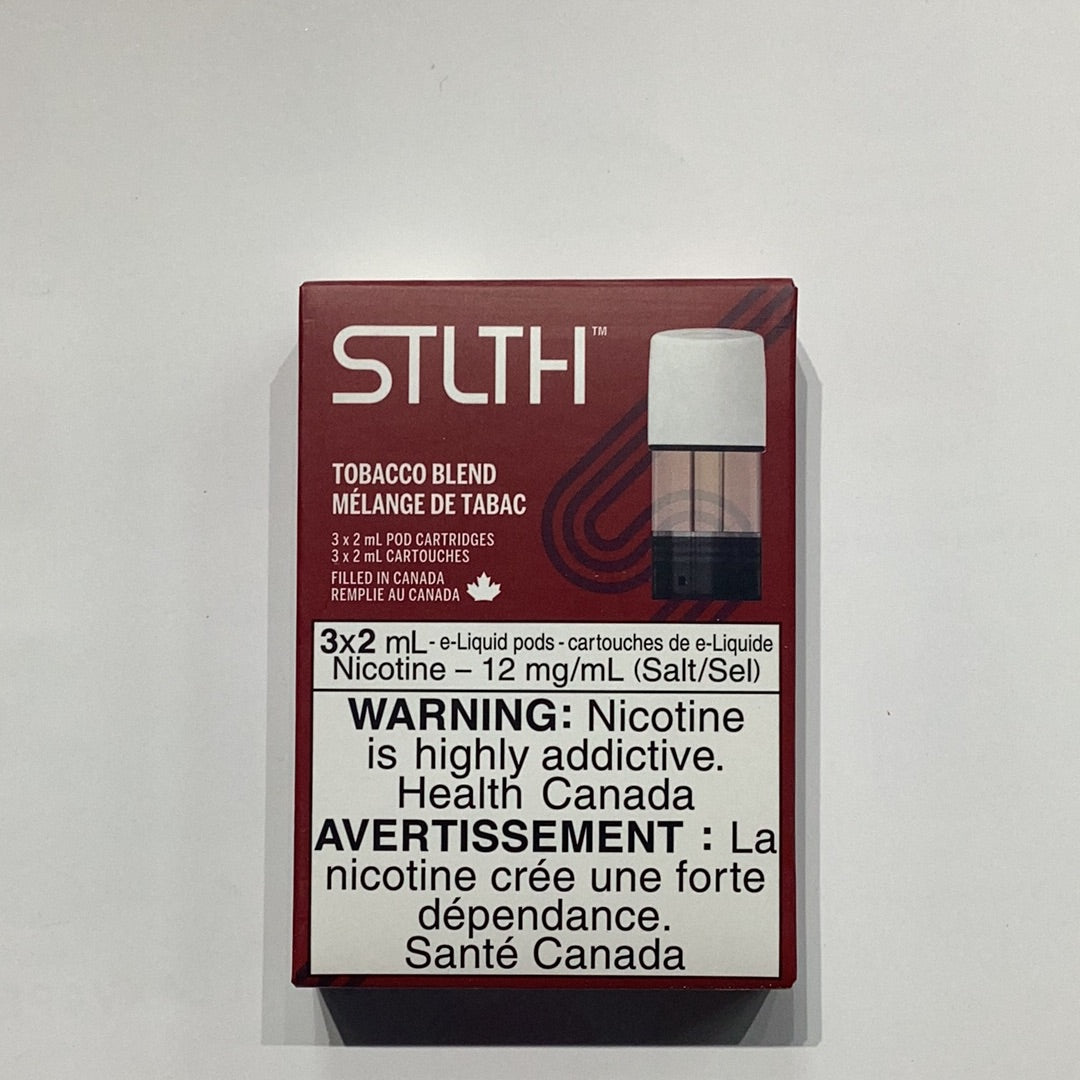 STLTH™
TOBACCO BLEND
MÉLANGE DE TABAC
3 x 2 mL POD CARTRIDGES
3 x 2 mL CARTOUCHES
FILLED IN CANADA
REMPLIE AU CANADA
3x2 mL - e-Liquid pods - cartouches de e-Liquide
Nicotine – 12 mg/mL (Salt/Sel)
WARNING: Nicotine
is highly addictive.
Health Canada
AVERTISSEMENT : La
nicotine crée une forte
dépendance.
Santé Canada